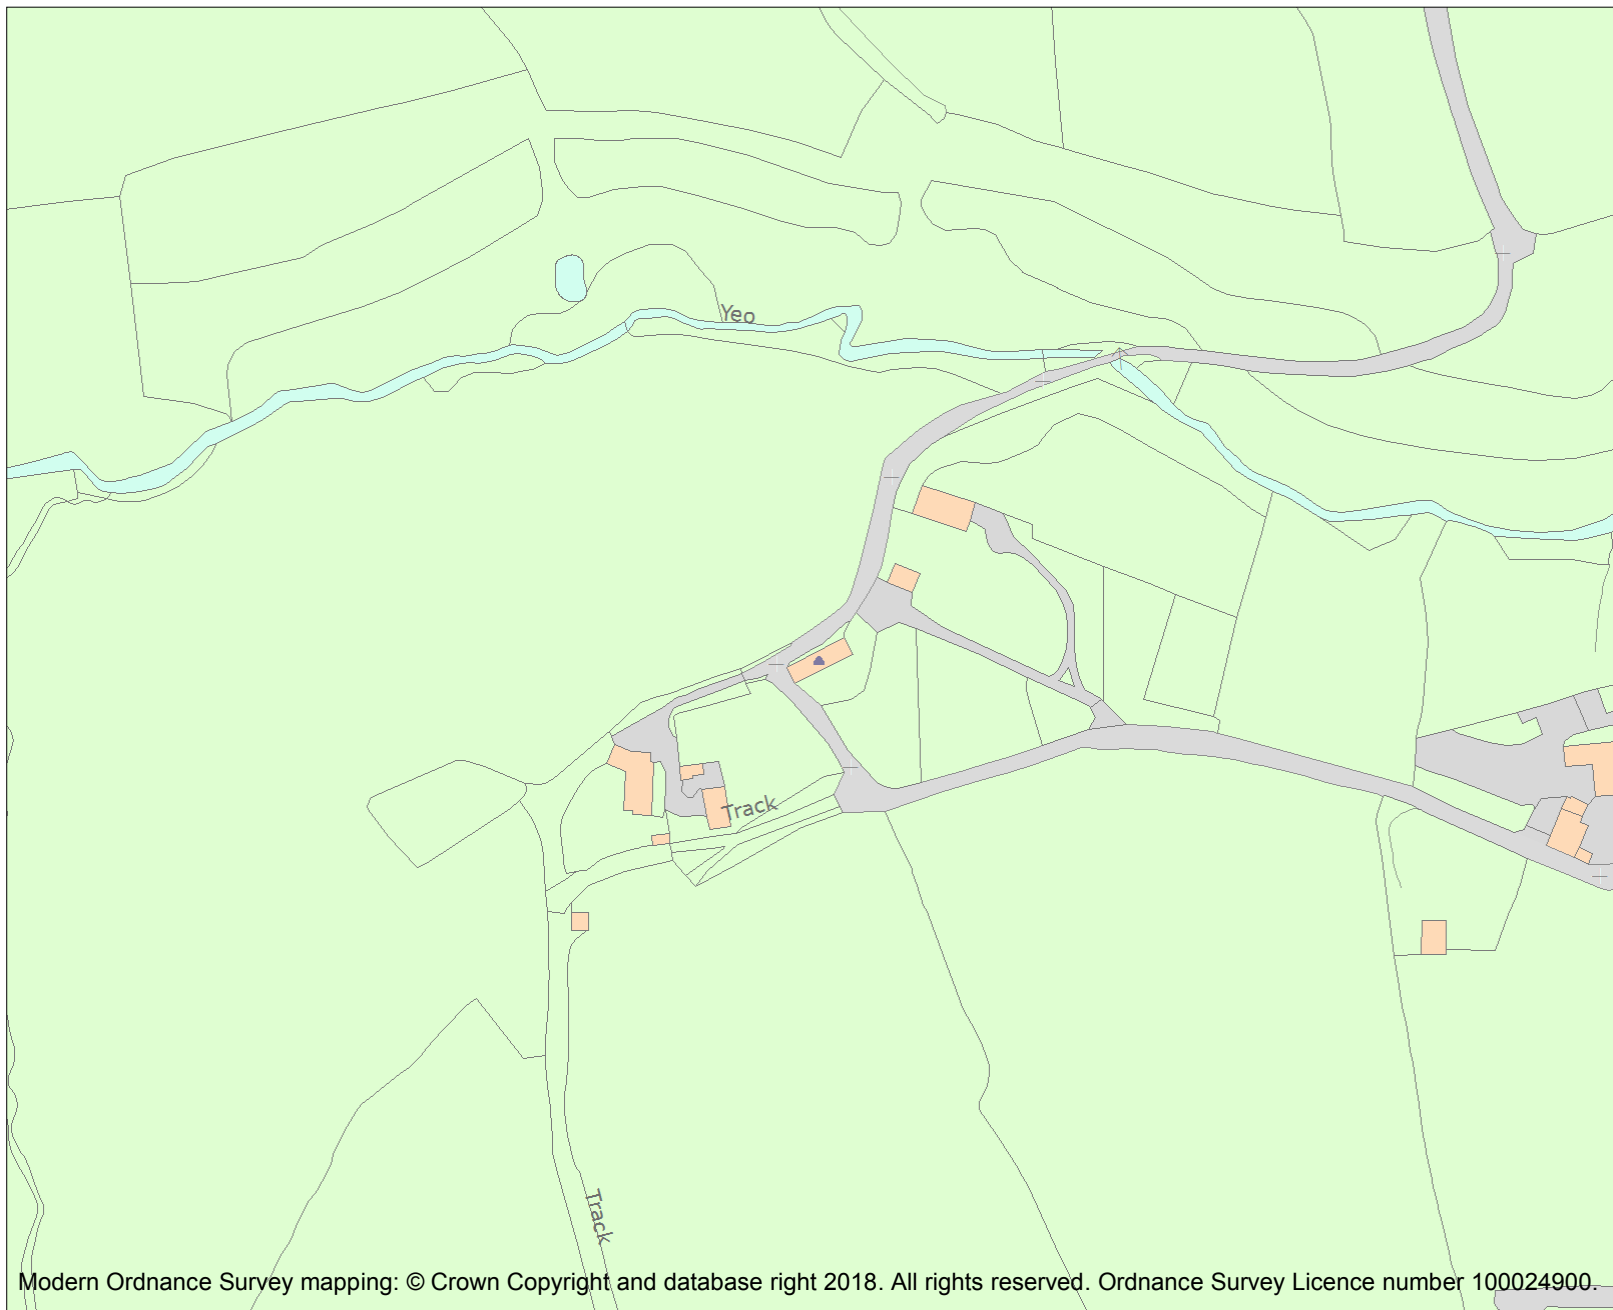 Yeo
Track
Track
Modern Ordnance Survey mapping: © Crown Copyright and database right 2018. All rights reserved. Ordnance Survey Licence number 100024900.